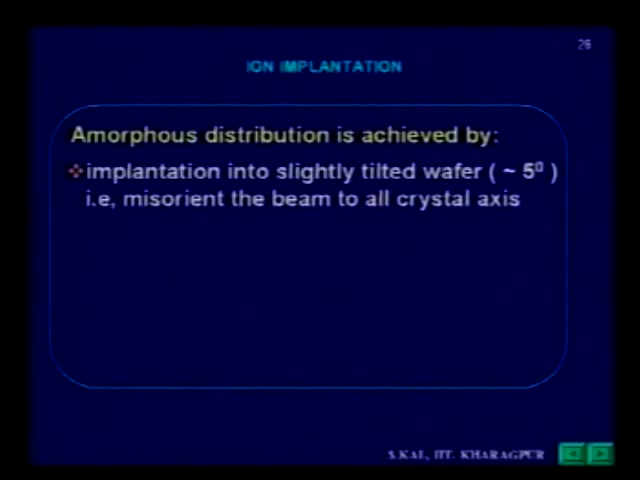 26
ION IMPLANTATION
Amorphous distribution is achieved by:
❖implantation into slightly tilted wafer ( ~ 5⁰ )
i.e, misorient the beam to all crystal axis
S.KAL, IIT. KHARAGPUR